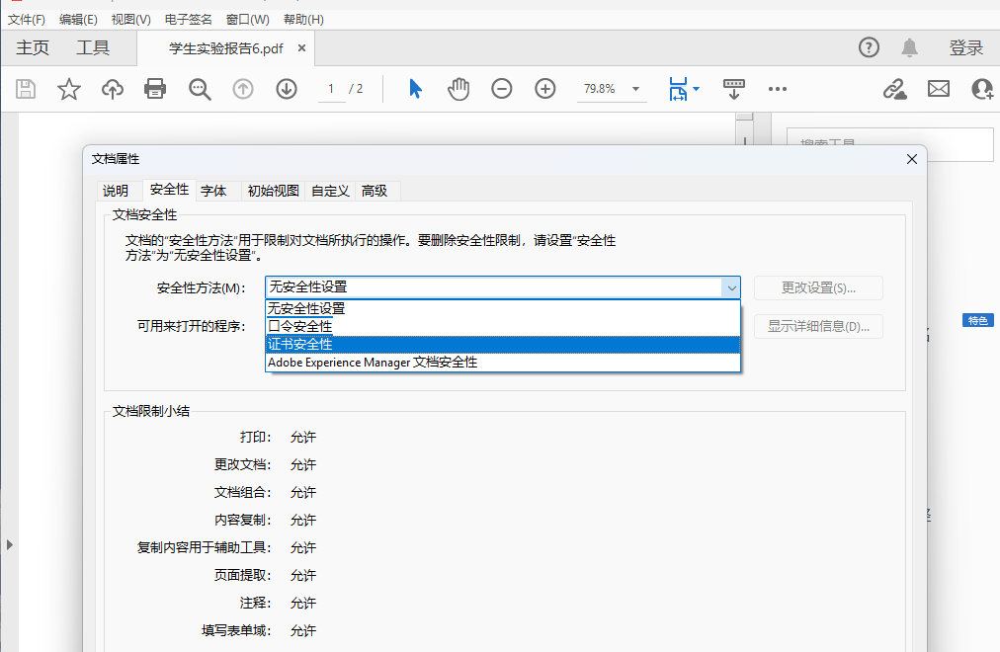 文件(F) 编辑(E) 视图(V) 电子签名 窗口(W) 帮助(H)
主页 工具 学生实验报告6.pdf × 登录
1 / 2 79.8%
搜索工具
文档属性
说明 安全性 字体 初始视图 自定义 高级
文档安全性
文档的“安全性方法”用于限制对文档所执行的操作。要删除安全性限制，请设置“安全性
方法”为“无安全性设置”。
安全性方法(M)： 无安全性设置 更改设置(S)...
无安全性设置
可用来打开的程序： 口令安全性 显示详细信息(D)...
特色
证书安全性
Adobe Experience Manager 文档安全性
文档限制小结
打印： 允许
更改文档： 允许
文档组合： 允许
内容复制： 允许
复制内容用于辅助工具： 允许
页面提取： 允许
注释： 允许
填写表单域： 允许